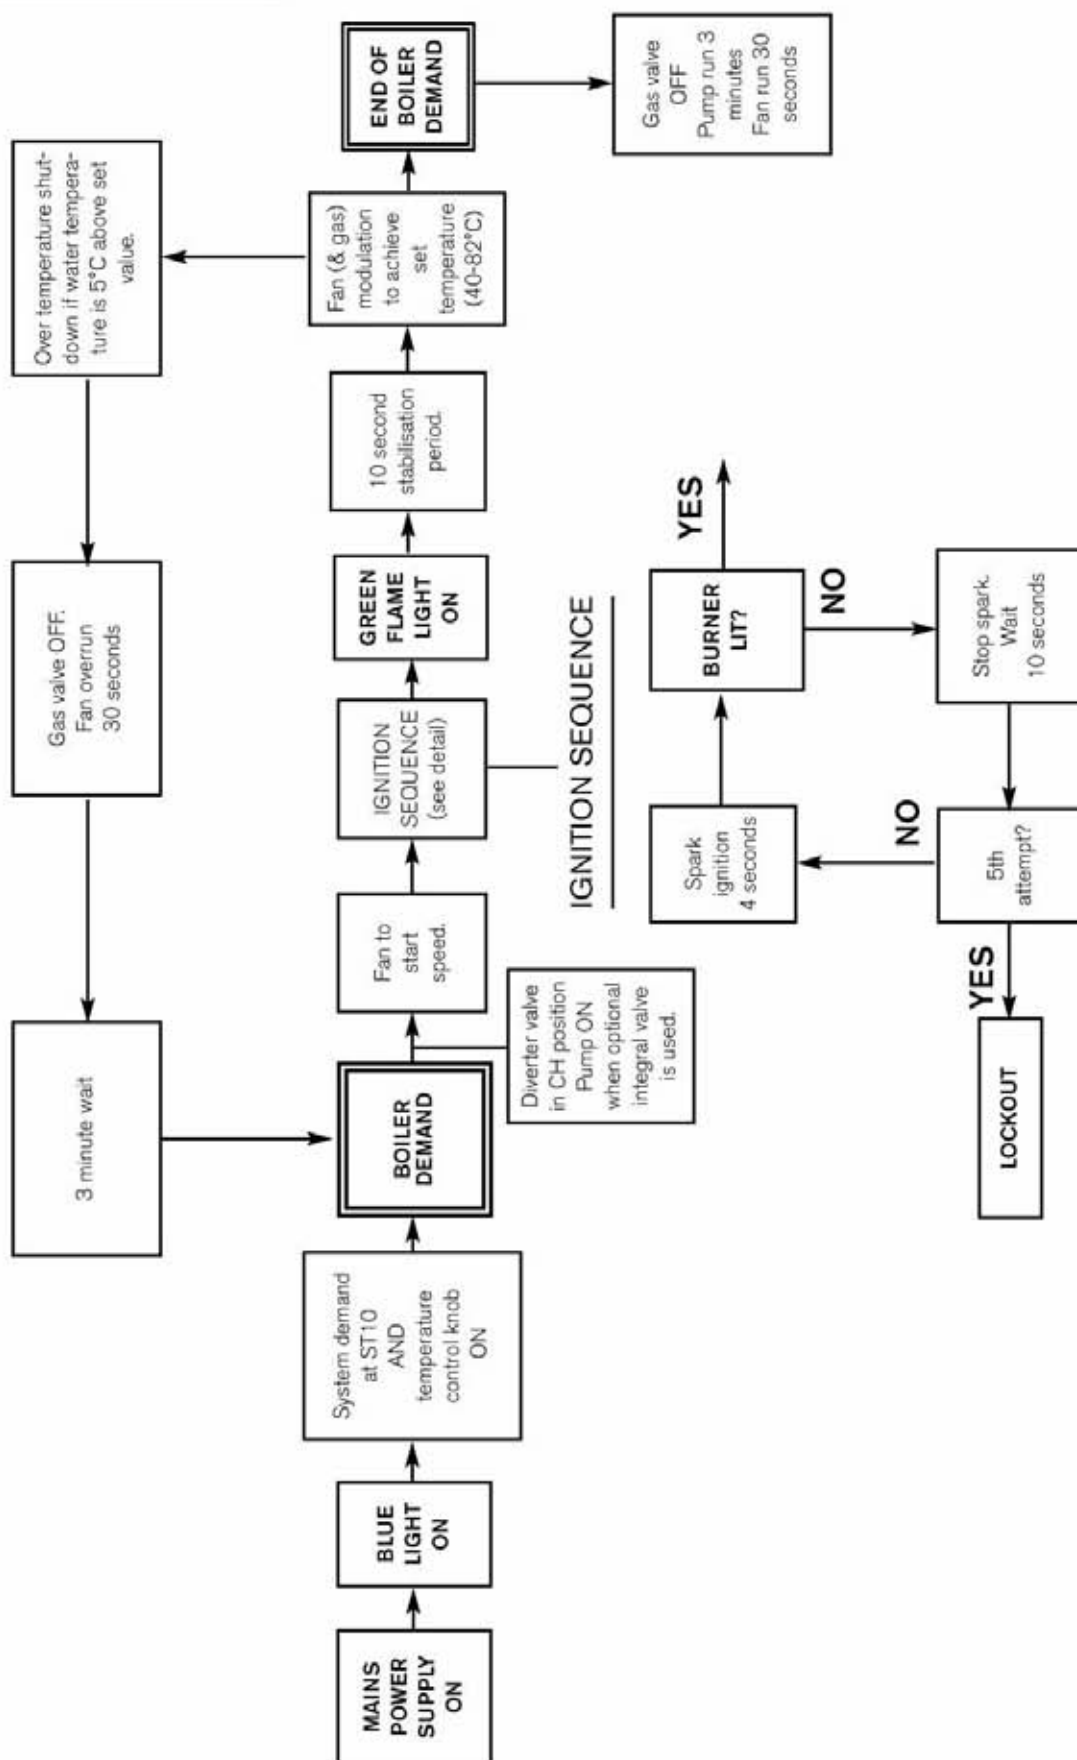 Over temperature shut-
down if water tempera-
ture is 5°C above set
value.
Gas valve OFF.
Fan overrun
30 seconds
3 minute wait
MAINS
POWER
SUPPLY
ON
BLUE
LIGHT
ON
System demand
at ST10
AND
temperature
control knob
ON
BOILER
DEMAND
Diverter valve
in CH position
Pump ON
when optional
integral valve
is used.
Fan to
start
speed.
IGNITION
SEQUENCE
(see detail)
GREEN
FLAME
LIGHT
ON
10 second
stabilisation
period.
Fan (& gas)
modulation
to achieve
set
temperature
(40-82°C)
END OF
BOILER
DEMAND
Gas valve
OFF
Pump run 3
minutes
Fan run 30
seconds
IGNITION SEQUENCE
Spark
ignition
4 seconds
BURNER
LIT?
YES
NO
Stop spark.
Wait
10 seconds
5th
attempt?
NO
YES
LOCKOUT